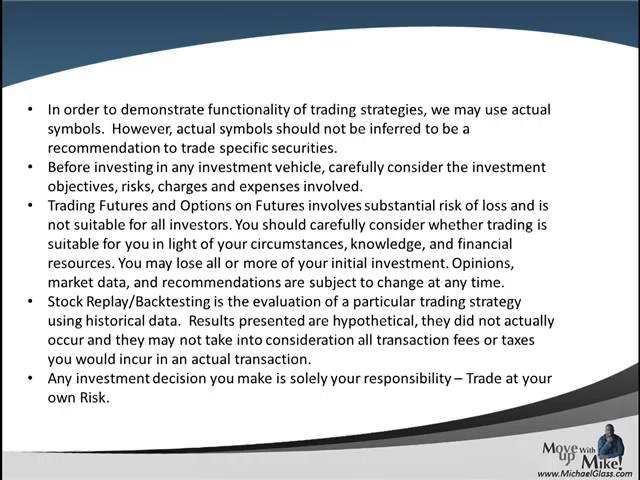 • In order to demonstrate functionality of trading strategies, we may use actual
symbols.  However, actual symbols should not be inferred to be a
recommendation to trade specific securities.
• Before investing in any investment vehicle, carefully consider the investment
objectives, risks, charges and expenses involved.
• Trading Futures and Options on Futures involves substantial risk of loss and is
not suitable for all investors. You should carefully consider whether trading is
suitable for you in light of your circumstances, knowledge, and financial
resources. You may lose all or more of your initial investment. Opinions,
market data, and recommendations are subject to change at any time.
• Stock Replay/Backtesting is the evaluation of a particular trading strategy
using historical data.  Results presented are hypothetical, they did not actually
occur and they may not take into consideration all transaction fees or taxes
you would incur in an actual transaction.
• Any investment decision you make is solely your responsibility – Trade at your
own Risk.
Move up With Mike!
www.MichaelGlass.com